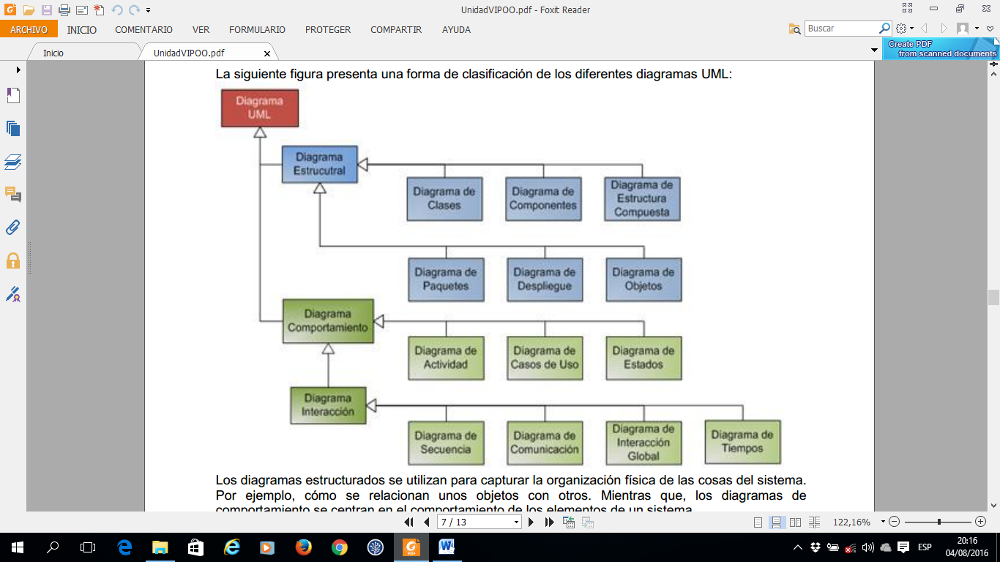 UnidadVIPOO.pdf - Foxit Reader
ARCHIVO INICIO COMENTARIO VER FORMULARIO PROTEGER COMPARTIR AYUDA
Buscar
Inicio
UnidadVIPOO.pdf
Create PDF
from scanned documents
La siguiente figura presenta una forma de clasificación de los diferentes diagramas UML:
Diagrama
UML
Diagrama
Estrucutral
Diagrama de
Clases
Diagrama de
Componentes
Diagrama de
Estructura
Compuesta
Diagrama de
Paquetes
Diagrama de
Despliegue
Diagrama de
Objetos
Diagrama
Comportamiento
Diagrama de
Actividad
Diagrama de
Casos de Uso
Diagrama de
Estados
Diagrama
Interacción
Diagrama de
Secuencia
Diagrama de
Comunicación
Diagrama de
Interacción
Global
Diagrama de
Tiempos
Los diagramas estructurados se utilizan para capturar la organización física de las cosas del sistema.
Por ejemplo, cómo se relacionan unos objetos con otros. Mientras que, los diagramas de
comportamiento se centran en el comportamiento de los elementos de un sistema.
7 / 13
122,16%
ESP
20:16
04/08/2016